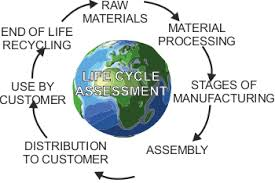 RAW
MATERIALS
MATERIAL
PROCESSING
STAGES OF
MANUFACTURING
ASSEMBLY
DISTRIBUTION
TO CUSTOMER
USE BY
CUSTOMER
END OF LIFE
RECYCLING
LIFE CYCLE
ASSESSMENT